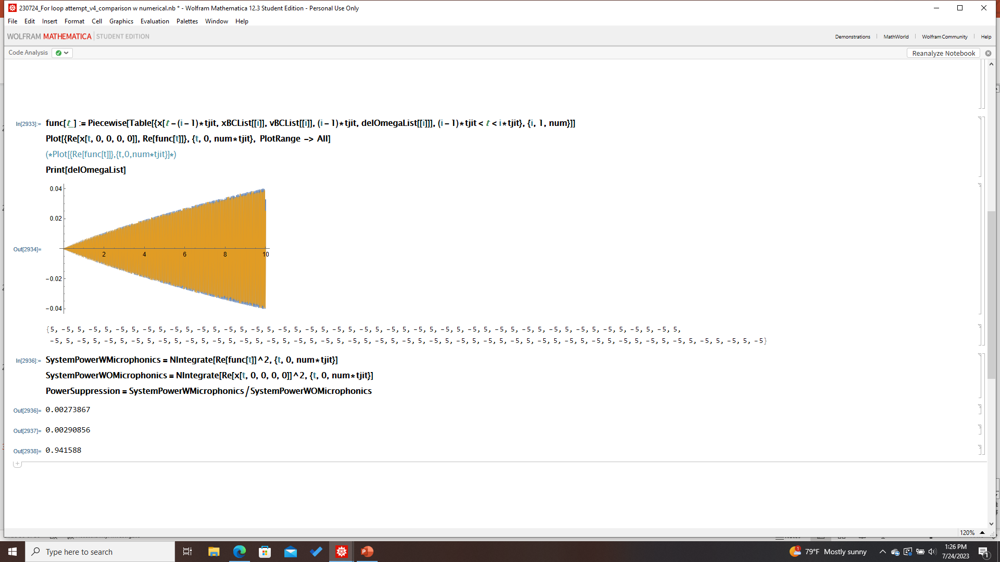 230724_For loop attempt_v4_comparison w numerical.nb * - Wolfram Mathematica 12.3 Student Edition - Personal Use Only
File Edit Insert Format Cell Graphics Evaluation Palettes Window Help
WOLFRAM MATHEMATICA STUDENT EDITION
Demonstrations MathWorld Wolfram Community Help
Code Analysis
Reanalyze Notebook
In[2933]:= func[t_] := Piecewise[Table[{x[t - (i - 1) * tjit, xBCList[[i]], vBCList[[i]], (i - 1) * tjit, delOmegaList[[i]]], (i - 1) * tjit < t < i * tjit}, {i, 1, num}]]
Plot[{Re[x[t, 0, 0, 0, 0]], Re[func[t]]}, {t, 0, num * tjit}, PlotRange -> All]
(*Plot[{Re[func[t]]},{t,0,num*tjit}]*)
Print[delOmegaList]
0.04
0.02
Out[2934]=
2 4 6 8 10
-0.02
-0.04
{5, -5, 5, -5, 5, -5, 5, -5, 5, -5, 5, -5, 5, -5, 5, -5, 5, -5, 5, -5, 5, -5, 5, -5, 5, -5, 5, -5, 5, -5, 5, -5, 5, -5, 5, -5, 5, -5, 5, -5, 5, -5, 5, -5, 5, -5, 5,
-5, 5, -5, 5, -5, 5, -5, 5, -5, 5, -5, 5, -5, 5, -5, 5, -5, 5, -5, 5, -5, 5, -5, 5, -5, 5, -5, 5, -5, 5, -5, 5, -5, 5, -5, 5, -5, 5, -5, 5, -5, 5, -5, 5, -5, 5, -5, 5, -5, 5, -5, 5, -5}
In[2936]:= SystemPowerWMicrophonics = NIntegrate[Re[func[t]]^2, {t, 0, num * tjit}]
SystemPowerWOMicrophonics = NIntegrate[Re[x[t, 0, 0, 0, 0]]^2, {t, 0, num * tjit}]
PowerSuppression = SystemPowerWMicrophonics / SystemPowerWOMicrophonics
Out[2936]= 0.00273867
Out[2937]= 0.00290856
Out[2938]= 0.941588
120%
Type here to search
79°F Mostly sunny
1:26 PM
7/24/2023